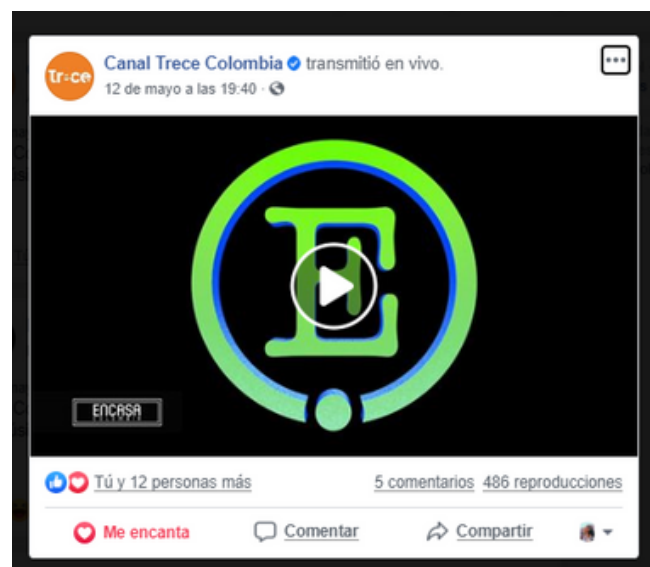 Trece
Canal Trece Colombia transmitió en vivo.
12 de mayo a las 19:40 ·
E
ENCASA
Tú y 12 personas más 5 comentarios 486 reproducciones
Me encanta Comentar Compartir